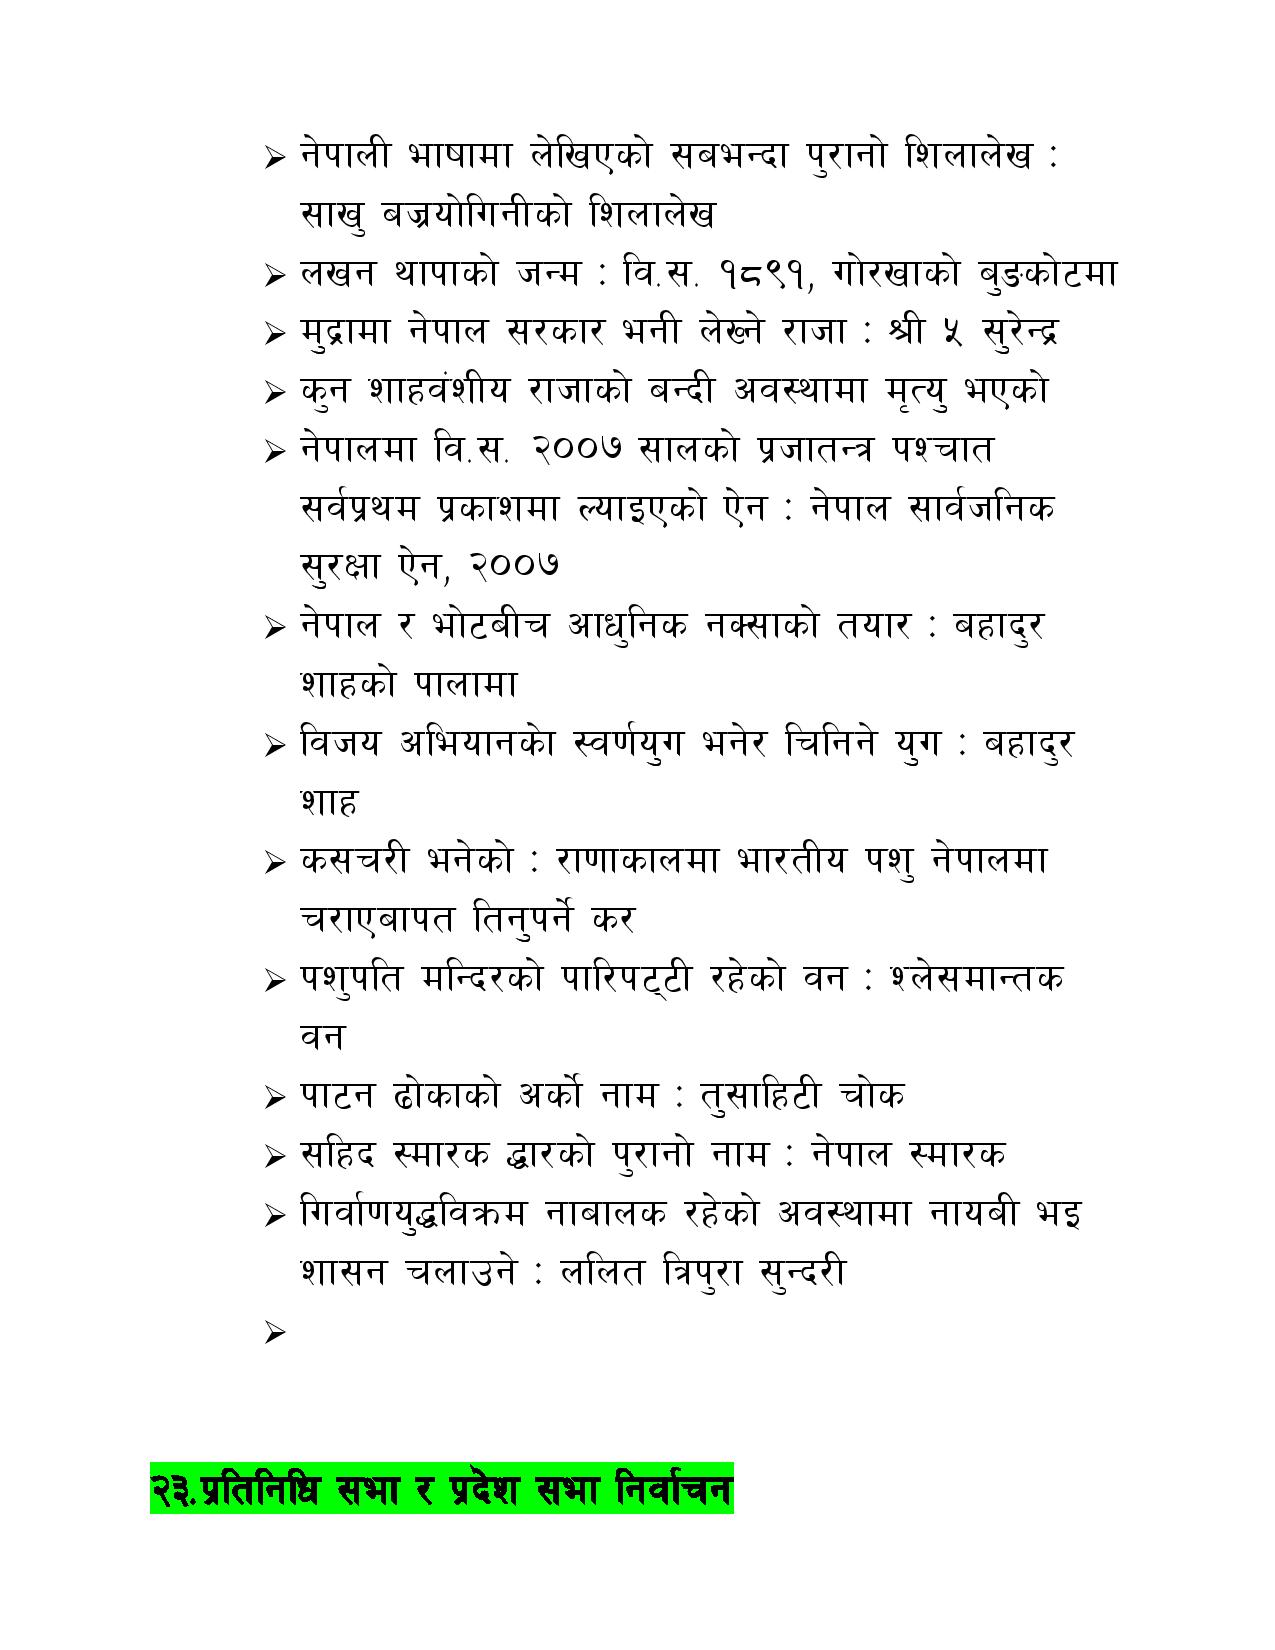 ➢ नेपाली भाषामा लेखिएको सबभन्दा पुरानो शिलालेख :
साखु बज्रयोगिनीको शिलालेख
➢ लखन थापाको जन्म : वि.स. १८९१, गोरखाको बुङकोटमा
➢ मुद्रामा नेपाल सरकार भनी लेख्ने राजा : श्री ५ सुरेन्द्र
➢ कुन शाहवंशीय राजाको बन्दी अवस्थामा मृत्यु भएको
➢ नेपालमा वि.स. २००७ सालको प्रजातन्त्र पश्चात
सर्वप्रथम प्रकाशमा ल्याइएको ऐन : नेपाल सार्वजनिक
सुरक्षा ऐन, २००७
➢ नेपाल र भोटबीच आधुनिक नक्साको तयार : बहादुर
शाहको पालामा
➢ विजय अभियानकाे स्वर्णयुग भनेर चिनिने युग : बहादुर
शाह
➢ कसचरी भनेको : राणाकालमा भारतीय पशु नेपालमा
चराएबापत तिनुपर्ने कर
➢ पशुपति मन्दिरको पारिपट्टी रहेको वन : श्लेसमान्तक
वन
➢ पाटन ढोकाको अर्को नाम : तुसाहिटी चोक
➢ सहिद स्मारक द्धारको पुरानो नाम : नेपाल स्मारक
➢ गिर्वाणयुद्धविक्रम नाबालक रहेको अवस्थामा नायबी भइ
शासन चलाउने : ललित त्रिपुरा सुन्दरी
➢
२३.प्रतिनिधि सभा र प्रदेश सभा निर्वाचन